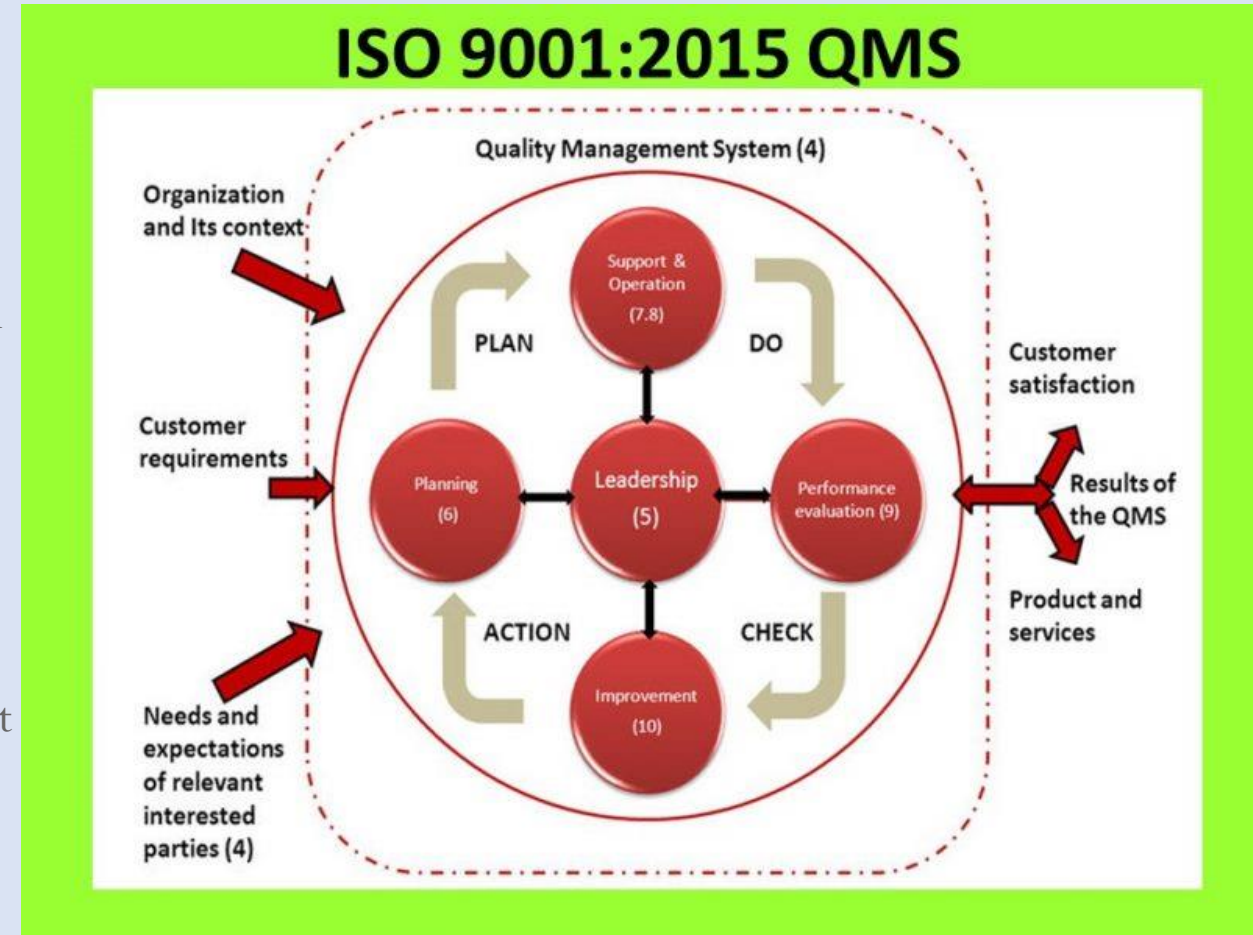 ISO 9001:2015 QMS
Quality Management System (4)
Organization
and Its context
Customer
requirements
Needs and
expectations
of relevant
interested
parties (4)
Support &
Operation
(7.8)
PLAN
DO
Planning
(6)
Leadership
(5)
Performance
evaluation (9)
ACTION
CHECK
Improvement
(10)
Customer
satisfaction
Results of
the QMS
Product and
services
t